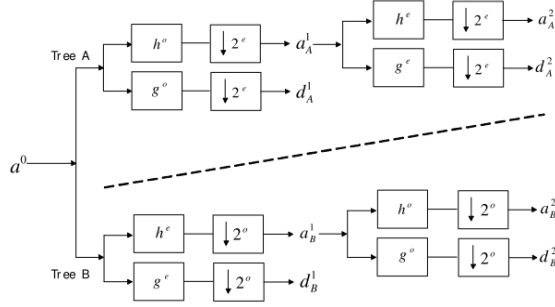 h^e ↓2^e a_A^2
Tree A h^o ↓2^e a_A^1
g^e ↓2^e d_A^2
g^o ↓2^e d_A^1
a^0
h^o ↓2^o a_B^2
h^e ↓2^o a_B^1
g^o ↓2^o d_B^2
Tree B g^e ↓2^o d_B^1